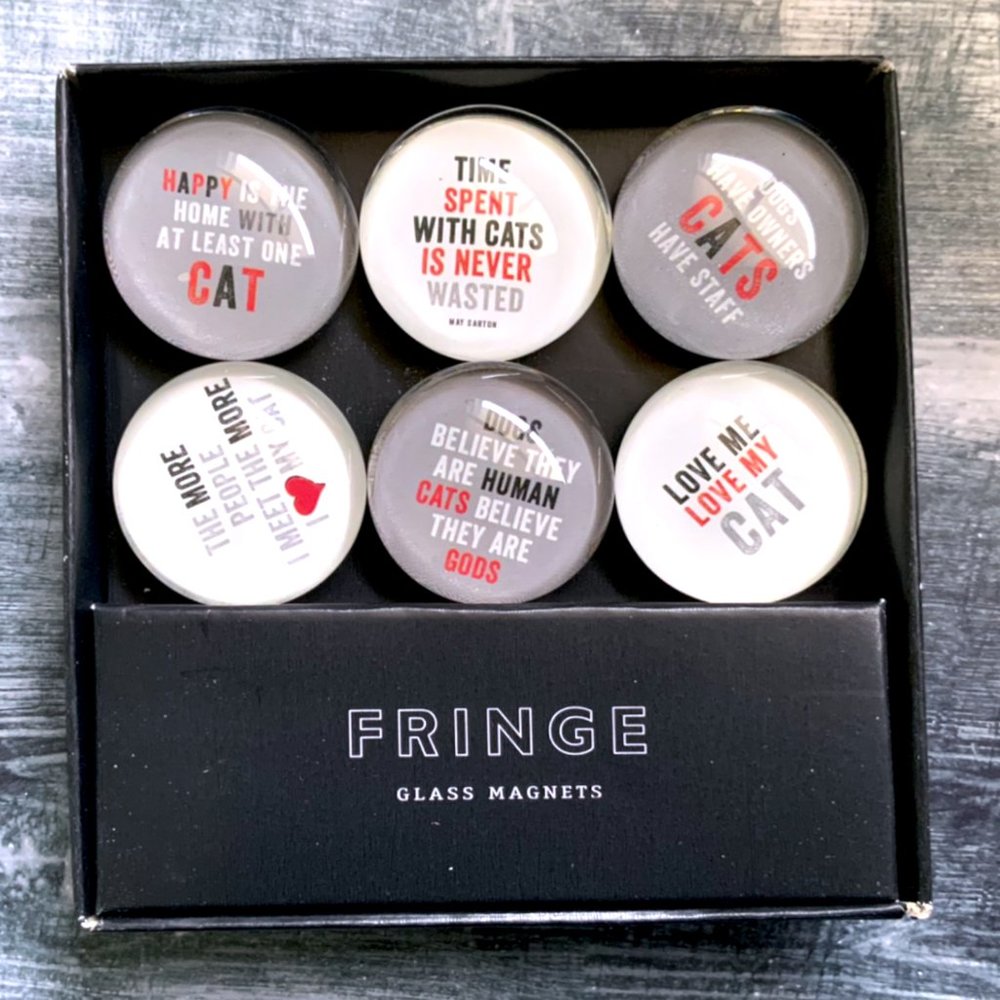 HAPPY IS THE
HOME WITH
AT LEAST ONE
CAT
TIME
SPENT
WITH CATS
IS NEVER
WASTED
MAY SARTON
DOGS
HAVE OWNERS
CATS
HAVE STAFF
THE MORE
PEOPLE
I MEET THE MORE
I ♥ MY CAT
DOGS
BELIEVE THEY
ARE HUMAN
CATS BELIEVE
THEY ARE
GODS
LOVE ME
LOVE MY
CAT
FRINGE
GLASS MAGNETS